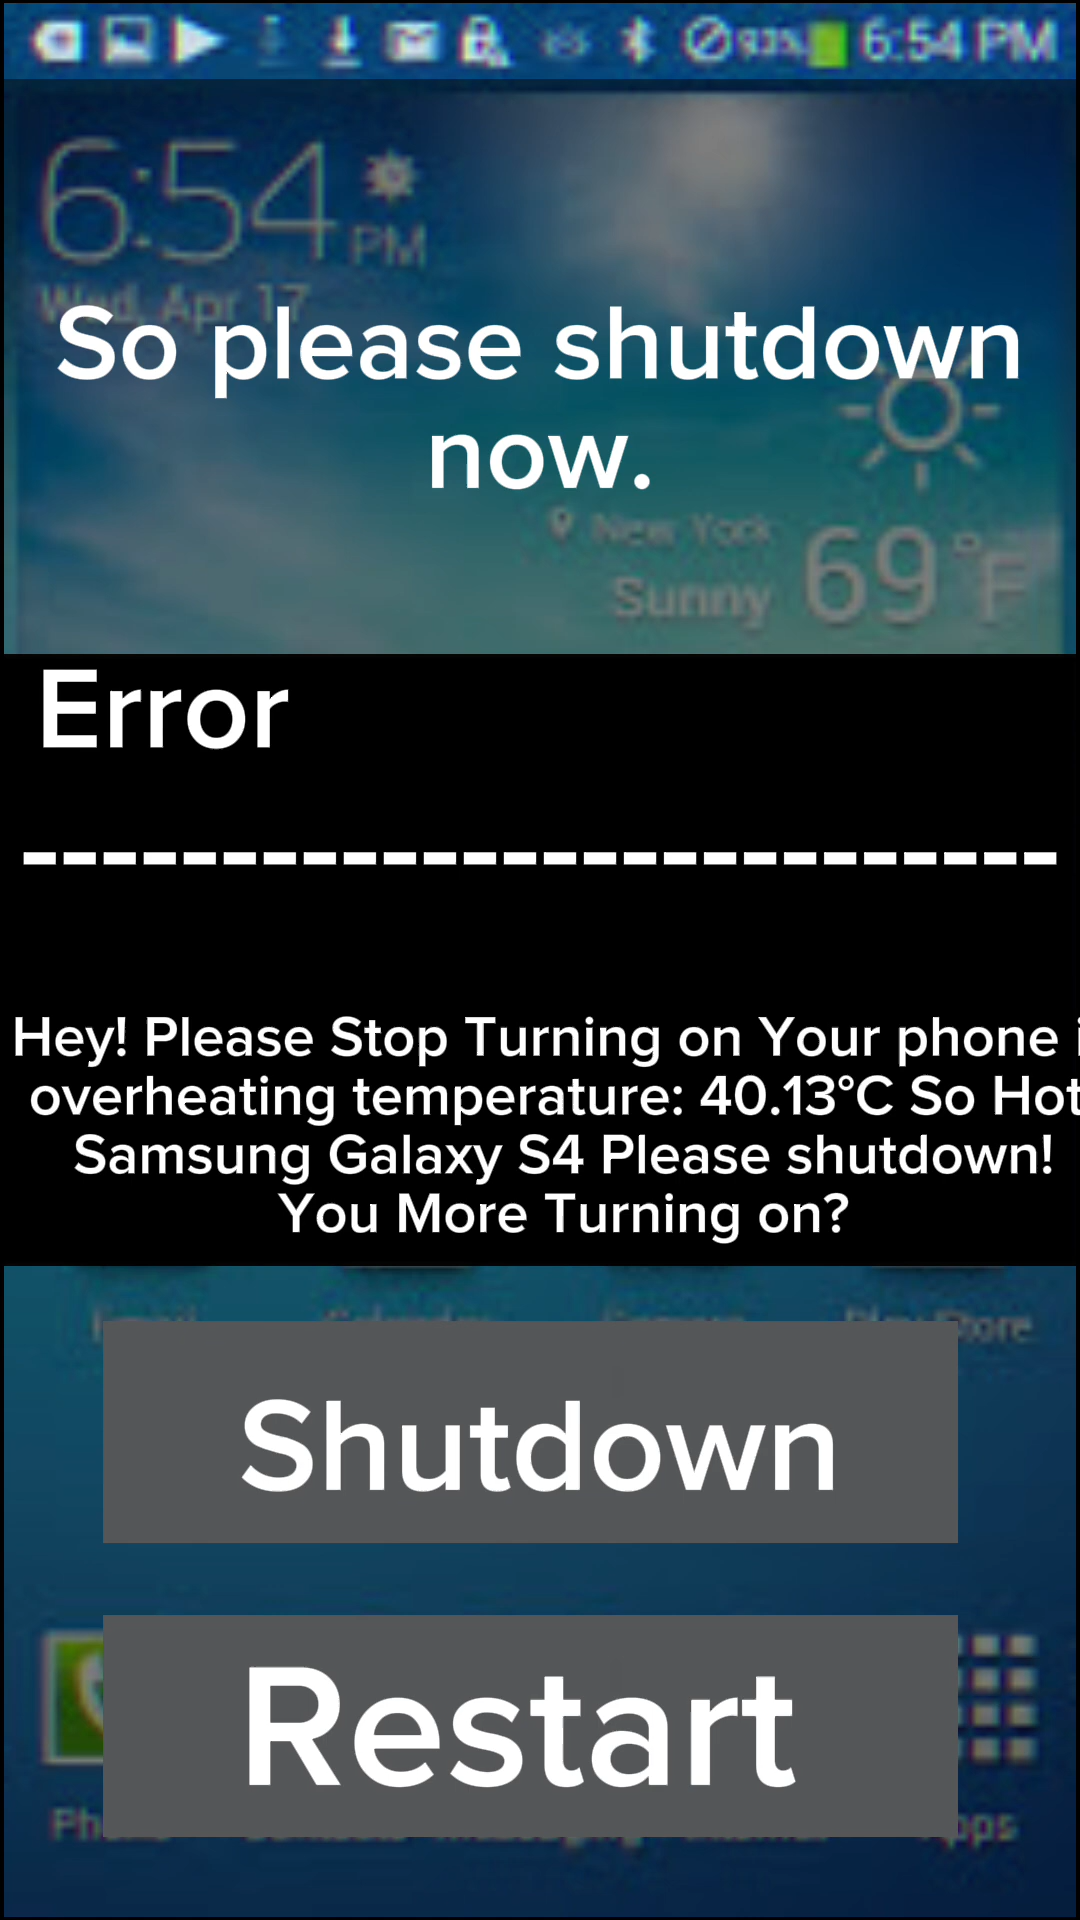 93% 6:54 PM
6:54 PM
Wed, Apr 17
So please shutdown
now.
New York
Sunny 69°F
Error
--------------------------
Hey! Please Stop Turning on Your phone i
overheating temperature: 40.13°C So Hot
Samsung Galaxy S4 Please shutdown!
You More Turning on?
Play Store
Shutdown
Restart
Apps